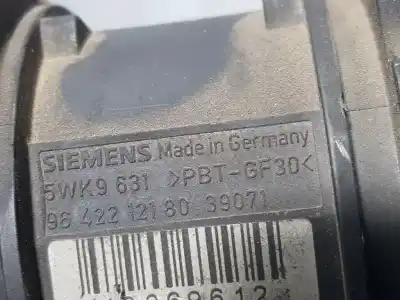 SIEMENS Made in Germany
5WK9 631 >PBT-GF30<
96 422 121 80 39071